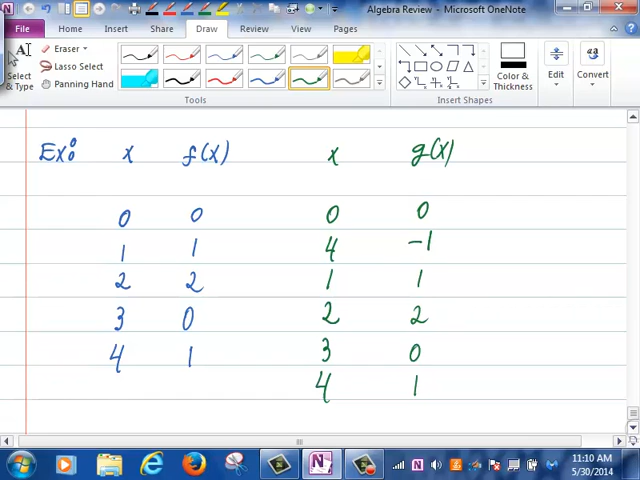 Algebra Review - Microsoft OneNote
File Home Insert Share Draw Review View Pages
Select & Type
Eraser
Lasso Select
Panning Hand
Color & Thickness
Edit
Convert
Tools
Insert Shapes
Ex: x f(x) x g(x)
0 0 0 0
1 1 4 -1
2 2 1 1
3 0 2 2
4 1 3 0
4 1
11:10 AM
5/30/2014